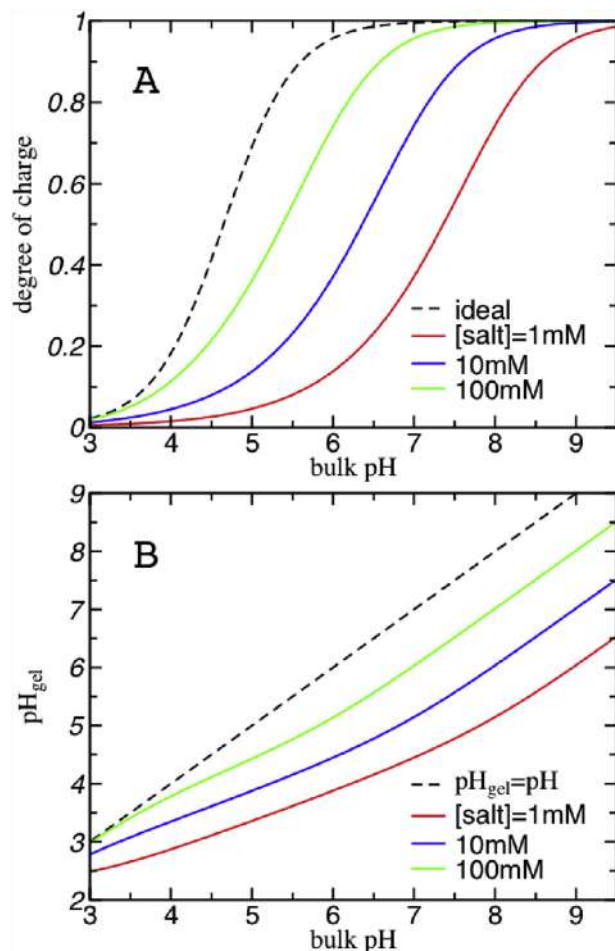 A
degree of charge
1
0.8
0.6
0.4
0.2
0
ideal
[salt]=1mM
10mM
100mM
3 4 5 6 7 8 9
bulk pH
B
pHgel
9
8
7
6
5
4
3
2
pHgel=pH
[salt]=1mM
10mM
100mM
3 4 5 6 7 8 9
bulk pH